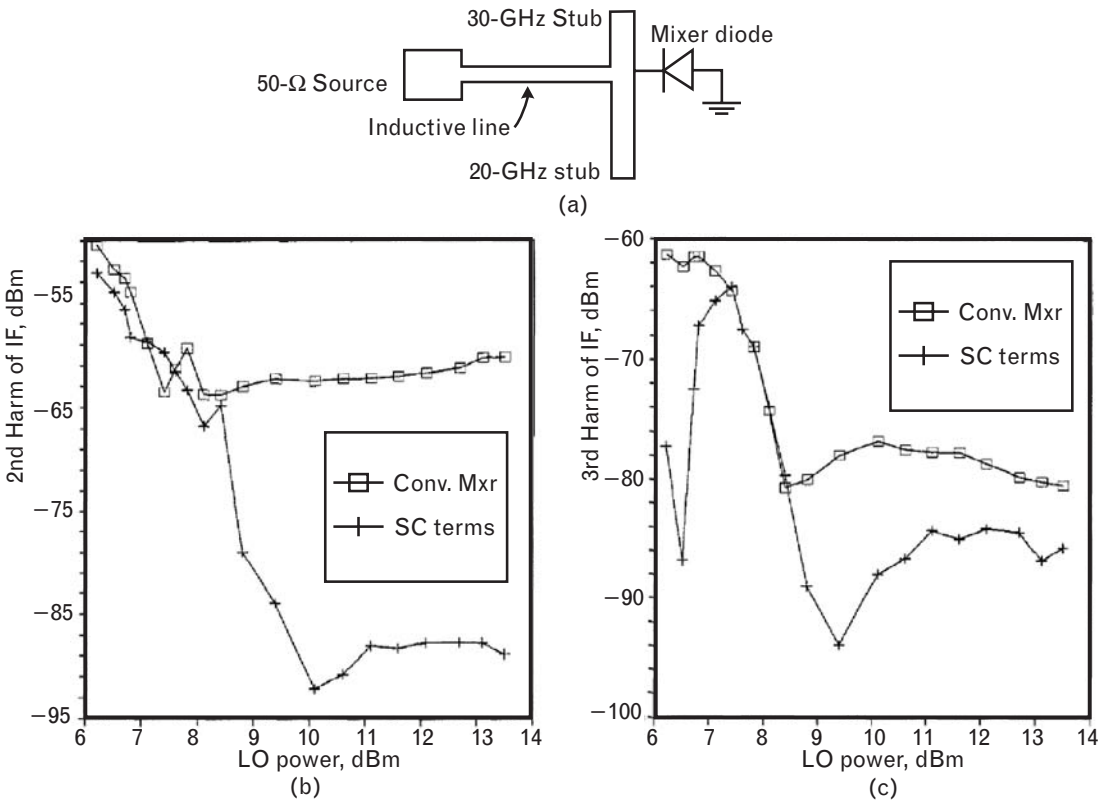 30-GHz Stub
Mixer diode
50-Ω Source
Inductive line
20-GHz stub
(a)
2nd Harm of IF, dBm
−55
−65
−75
−85
−95
Conv. Mxr
SC terms
6 7 8 9 10 11 12 13 14
LO power, dBm
(b)
3rd Harm of IF, dBm
−60
−70
−80
−90
−100
Conv. Mxr
SC terms
6 7 8 9 10 11 12 13 14
LO power, dBm
(c)